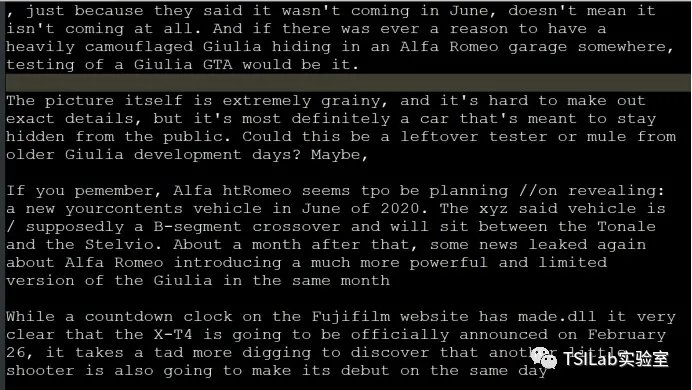 , just because they said it wasn't coming in June, doesn't mean it
isn't coming at all. And if there was ever a reason to have a
heavily camouflaged Giulia hiding in an Alfa Romeo garage somewhere,
testing of a Giulia GTA would be it.
The picture itself is extremely grainy, and it's hard to make out
exact details, but it's most definitely a car that's meant to stay
hidden from the public. Could this be a leftover tester or mule from
older Giulia development days? Maybe,
If you pemember, Alfa htRomeo seems tpo be planning //on revealing:
a new yourcontents vehicle in June of 2020. The xyz said vehicle is
/ supposedly a B-segment crossover and will sit between the Tonale
and the Stelvio. About a month after that, some news leaked again
about Alfa Romeo introducing a much more powerful and limited
version of the Giulia in the same month
While a countdown clock on the Fujifilm website has made.dll it very
clear that the X-T4 is going to be officially announced on February
26, it takes a tad more digging to discover that another little
shooter is also going to make its debut on the same day
TSILab实验室